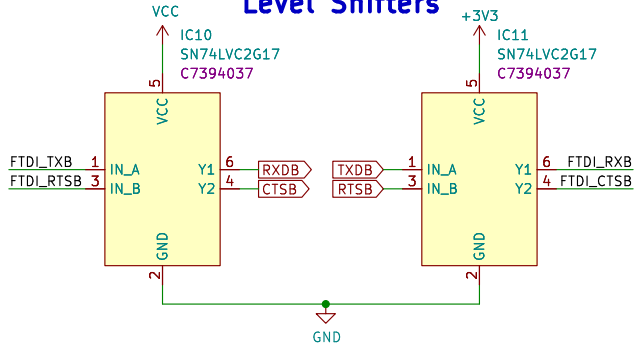 Level Shifters
VCC
IC10
SN74LVC2G17
C7394037
5
VCC
FTDI_TXB
1
IN_A
Y1
6
RXDB
FTDI_RTSB
3
IN_B
Y2
4
CTSB
GND
2
+3V3
IC11
SN74LVC2G17
C7394037
5
VCC
TXDB
1
IN_A
Y1
6
FTDI_RXB
RTSB
3
IN_B
Y2
4
FTDI_CTSB
GND
2
GND